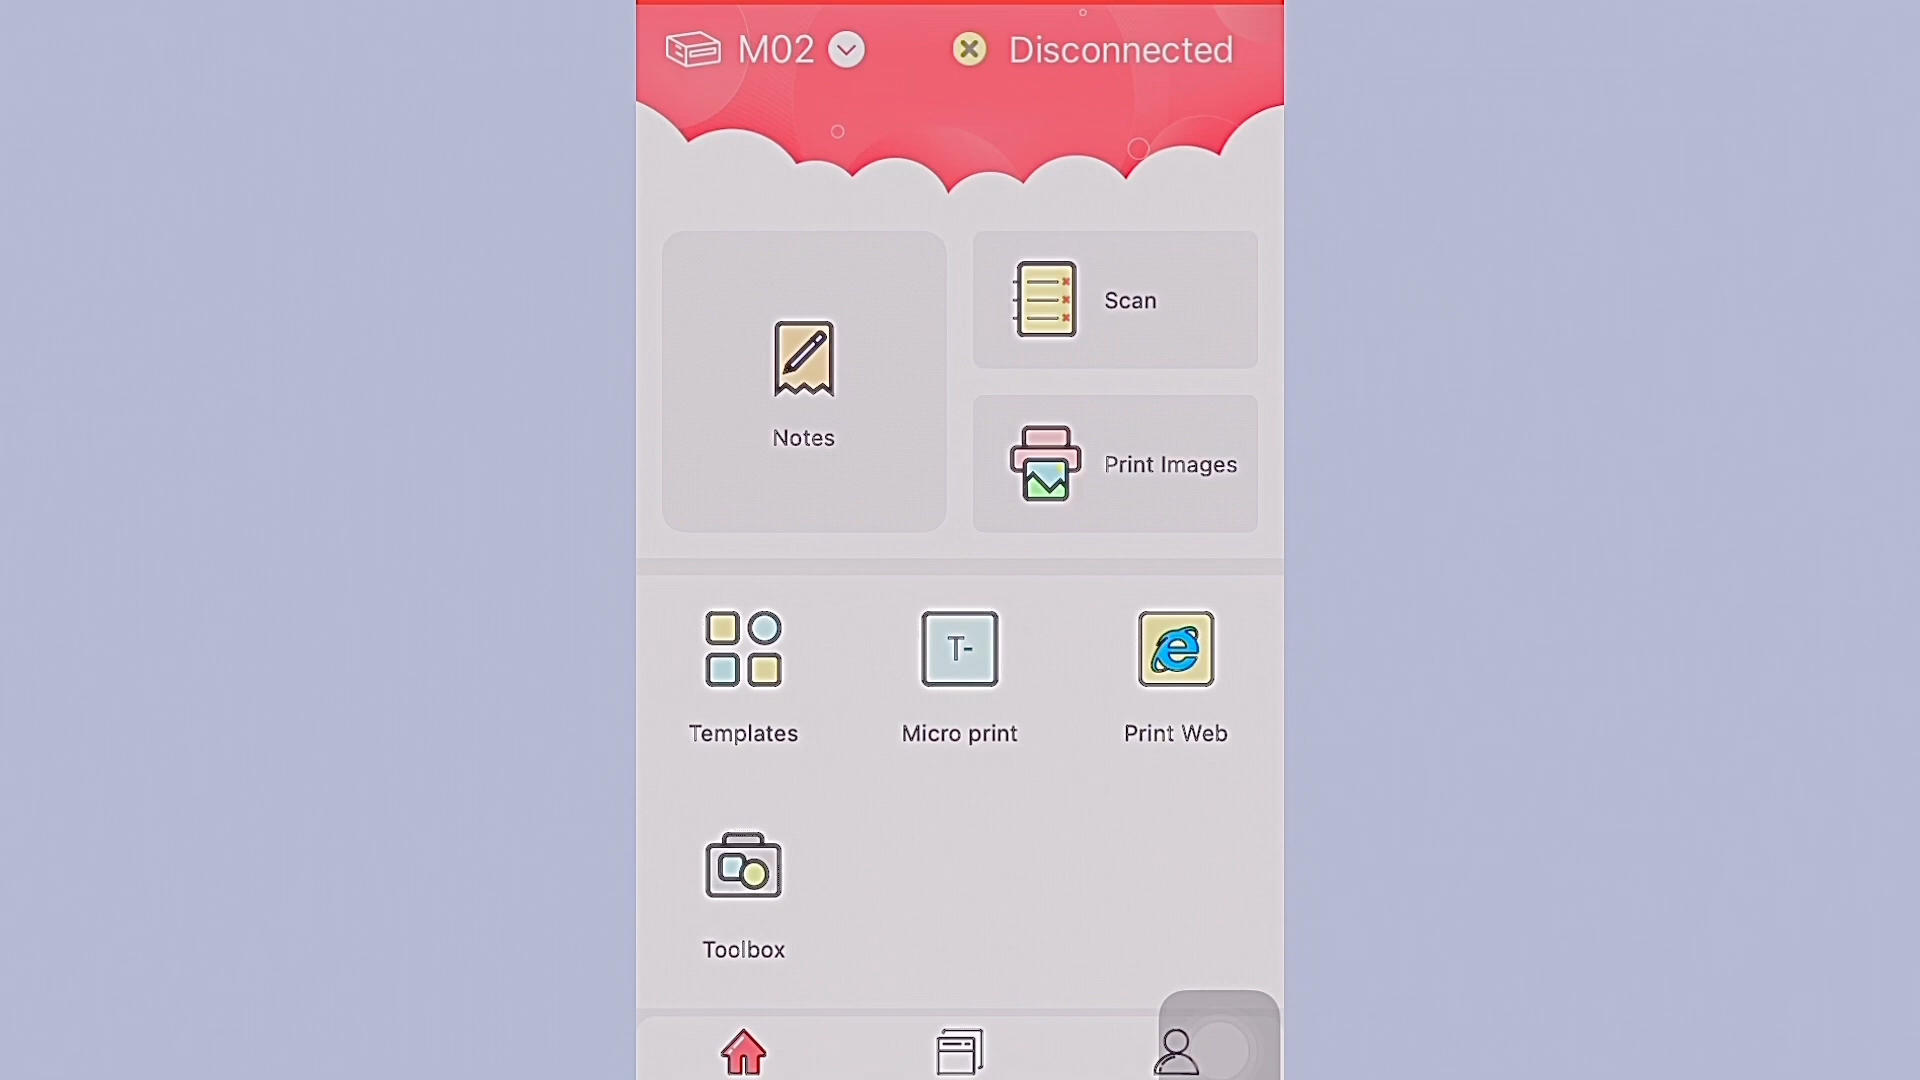 M02 Disconnected
Scan
Notes
Print Images
T-
Templates Micro print Print Web
Toolbox